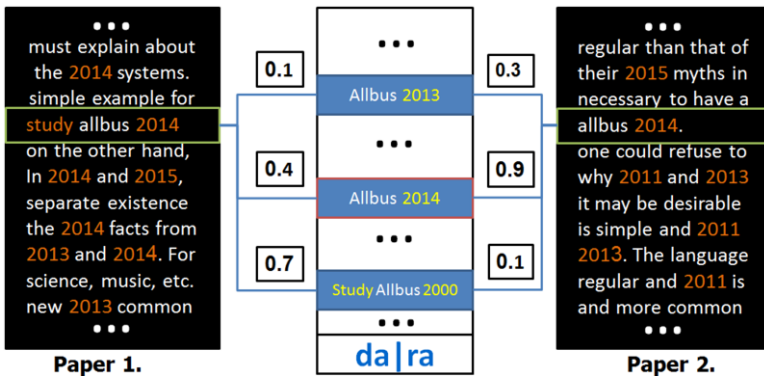 • • •
must explain about
the 2014 systems.
simple example for
study allbus 2014
on the other hand,
In 2014 and 2015,
separate existence
the 2014 facts from
2013 and 2014. For
science, music, etc.
new 2013 common
• • •
Paper 1.
0.1
0.4
0.7
• • •
Allbus 2013
• • •
Allbus 2014
• • •
Study Allbus 2000
• • •
da|ra
0.3
0.9
0.1
• • •
regular than that of
their 2015 myths in
necessary to have a
allbus 2014.
one could refuse to
why 2011 and 2013
it may be desirable
is simple and 2011
2013. The language
regular and 2011 is
and more common
• • •
Paper 2.